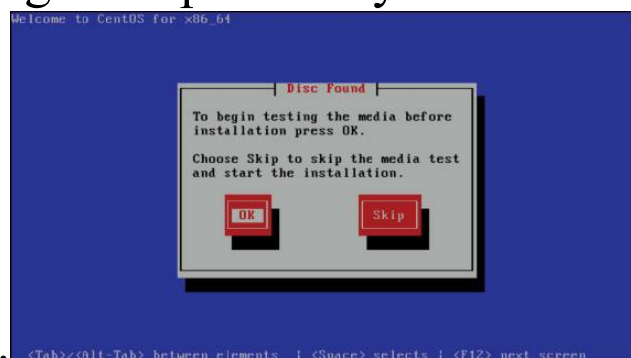 Welcome to CentOS for x86_64
Disc Found
To begin testing the media before
installation press OK.
Choose Skip to skip the media test
and start the installation.
OK Skip
<Tab>/<Alt-Tab> between elements | <Space> selects | <F12> next screen